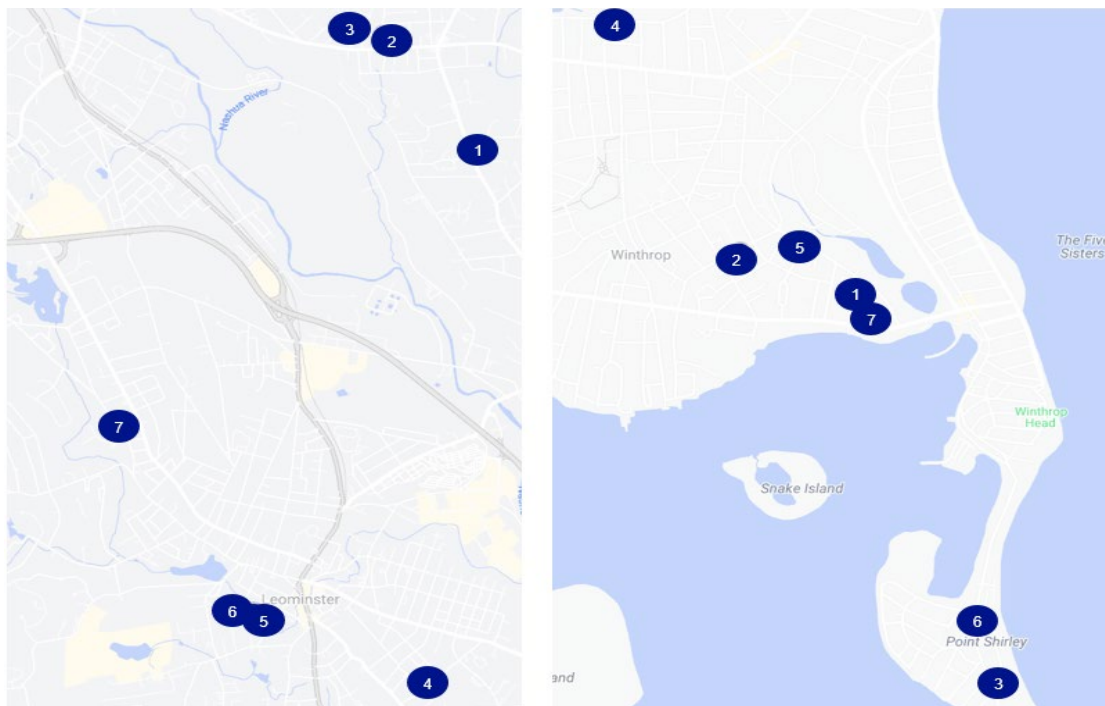 3
2
Nashua River
1
7
Leominster
6
5
4
4
The Five
Sisters
Winthrop
5
2
1
7
Winthrop
Head
Snake Island
6
Point Shirley
and
3